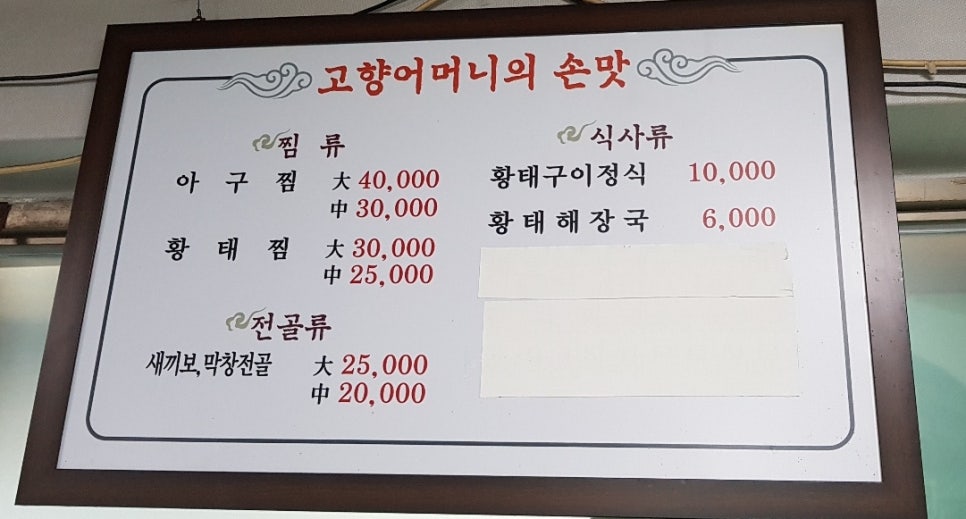 고향어머니의 손맛
찜 류
아 구 찜 大 40,000
中 30,000
황 태 찜 大 30,000
中 25,000
전골류
새끼보,막창전골 大 25,000
中 20,000
식사류
황태구이정식 10,000
황태해장국 6,000